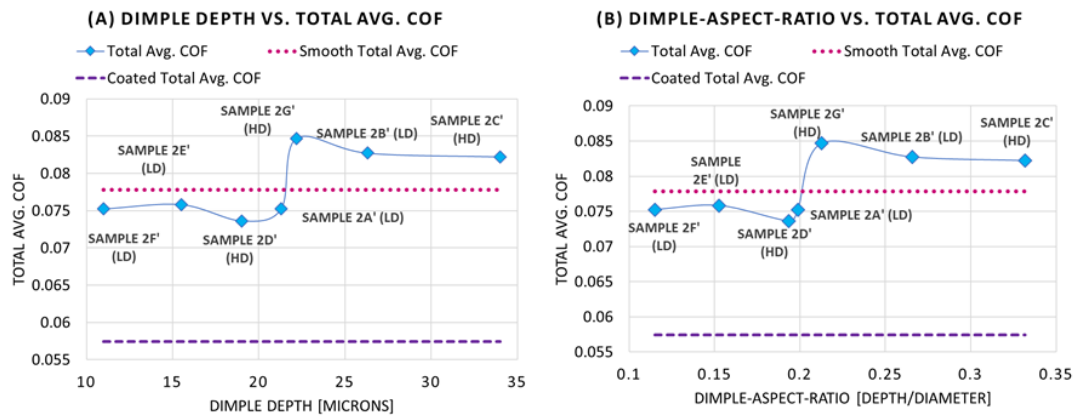 (A) DIMPLE DEPTH VS. TOTAL AVG. COF
Total Avg. COF
Smooth Total Avg. COF
Coated Total Avg. COF
TOTAL AVG. COF
0.09
0.085
0.08
0.075
0.07
0.065
0.06
0.055
SAMPLE 2G'
(HD)
SAMPLE 2B' (LD)
SAMPLE 2C'
(HD)
SAMPLE 2E'
(LD)
SAMPLE 2A' (LD)
SAMPLE 2F'
(LD)
SAMPLE 2D'
(HD)
10
15
20
25
30
35
DIMPLE DEPTH [MICRONS]
(B) DIMPLE-ASPECT-RATIO VS. TOTAL AVG. COF
Total Avg. COF
Smooth Total Avg. COF
Coated Total Avg. COF
TOTAL AVG. COF
0.09
0.085
0.08
0.075
0.07
0.065
0.06
0.055
SAMPLE 2G'
(HD)
SAMPLE 2B' (LD)
SAMPLE 2C'
(HD)
SAMPLE
2E' (LD)
SAMPLE 2A' (LD)
SAMPLE 2F'
(LD)
SAMPLE 2D'
(HD)
0.1
0.15
0.2
0.25
0.3
0.35
DIMPLE-ASPECT-RATIO [DEPTH/DIAMETER]